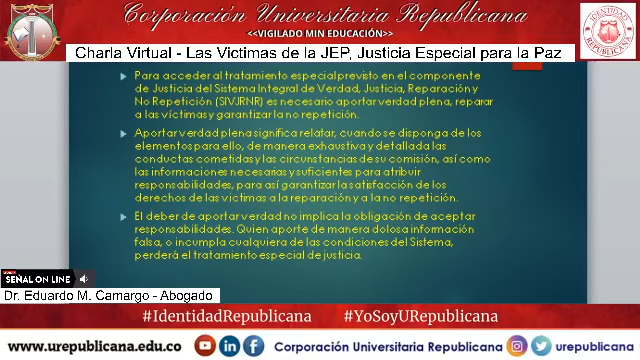 Corporación Universitaria Republicana
<<VIGILADO MIN EDUCACIÓN>>
Charla Virtual - Las Victimas de la JEP, Justicia Especial para la Paz
IDENTIDAD
REPUBLICANA
Para acceder al tratamiento especial previsto en el componente
de Justicia del Sistema Integral de Verdad, Justicia, Reparación y
No Repetición (SIVJRNR) es necesario aportar verdad plena, reparar
a las víctimas y garantizar la no repetición.
Aportar verdad plena significa relatar, cuando se disponga de los
elementos para ello, de manera exhaustiva y detallada las
conductas cometidas y las circunstancias de su comisión, así como
las informaciones necesarias y suficientes para atribuir
responsabilidades, para así garantizar la satisfacción de los
derechos de las victimas a la reparación y a la no repetición.
El deber de aportar verdad no implica la obligación de aceptar
responsabilidades. Quien aporte de manera dolosa información
falsa, o incumpla cualquiera de las condiciones del Sistema,
perderá el tratamiento especial de justicia.
SEÑAL ON LINE
Dr. Eduardo M. Camargo - Abogado
#IdentidadRepublicana #YoSoyURepublicana
www.urepublicana.edu.co Corporación Universitaria Republicana urepublicana